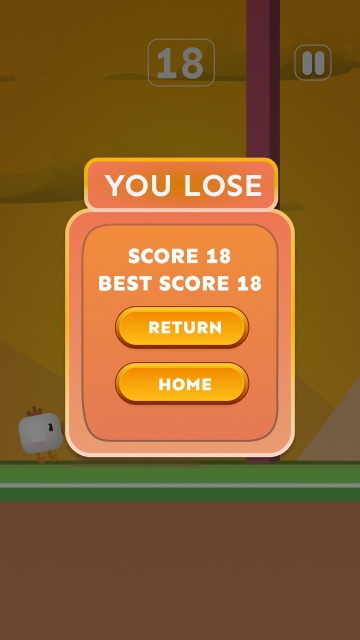 18
YOU LOSE
SCORE 18
BEST SCORE 18
RETURN
HOME